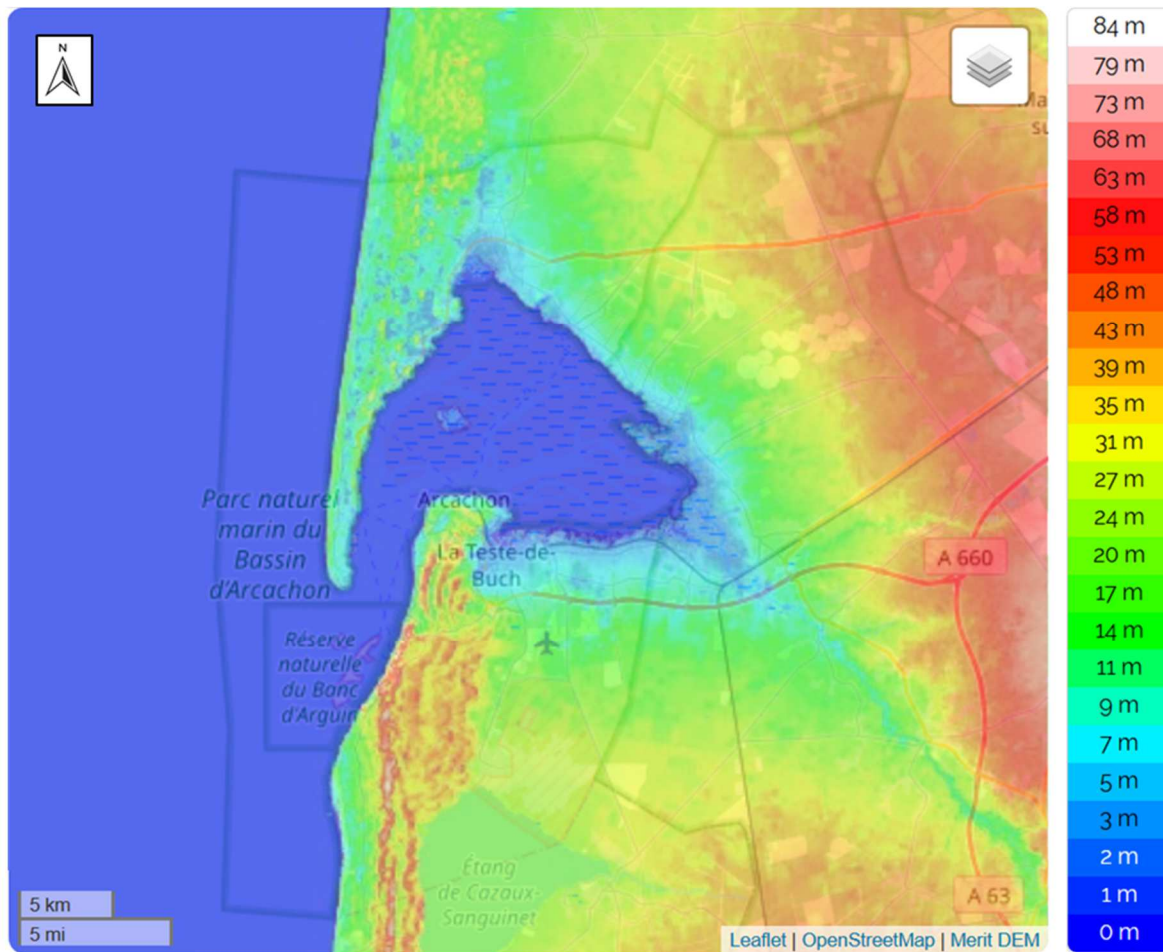 N
Ma
su
Parc naturel
marin du
Bassin
d'Arcachon
Arcachon
La Teste-de-
Buch
A 660
Réserve
naturelle
du Banc
d'Arguin
Étang
de Cazaux-
Sanguinet
A 63
5 km
5 mi
Leaflet | OpenStreetMap | Merit DEM
84 m
79 m
73 m
68 m
63 m
58 m
53 m
48 m
43 m
39 m
35 m
31 m
27 m
24 m
20 m
17 m
14 m
11 m
9 m
7 m
5 m
3 m
2 m
1 m
0 m